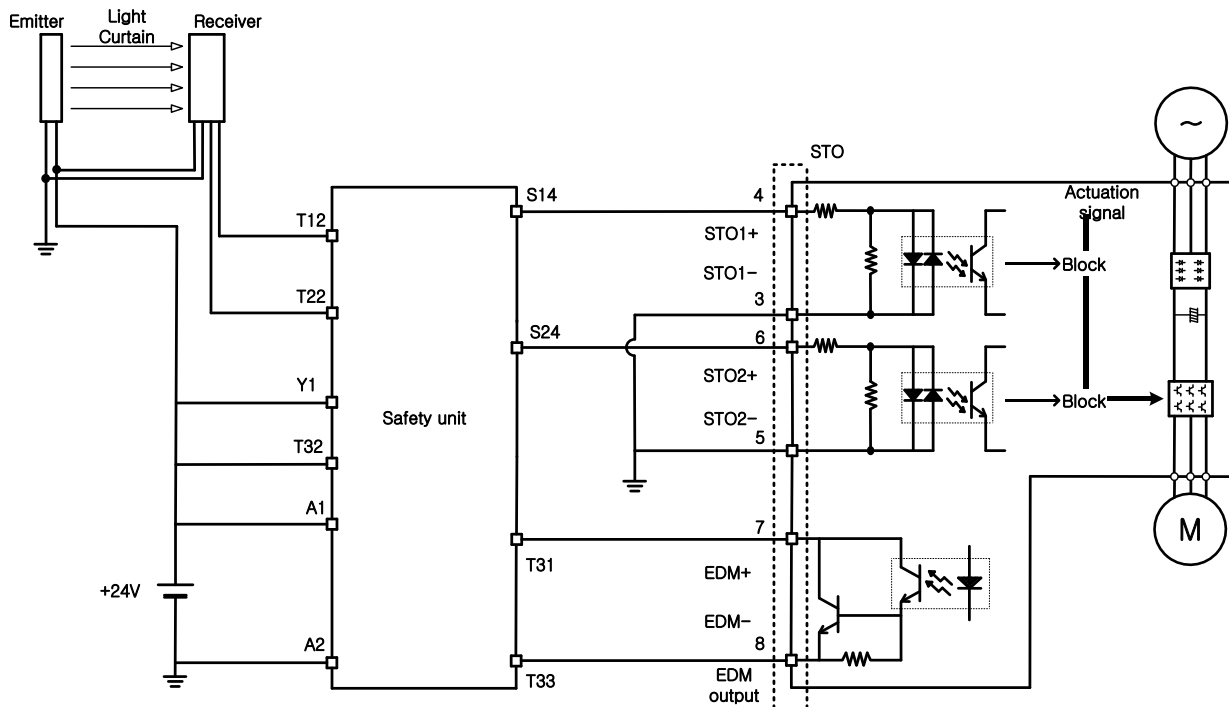 Emitter
Light
Curtain
Receiver
STO
S14
4
Actuation
signal
T12
STO1+
STO1-
Block
T22
3
S24
6
STO2+
Y1
Block
STO2-
Safety unit
5
T32
A1
7
T31
EDM+
+24V
EDM-
A2
8
T33
EDM
output
~
M